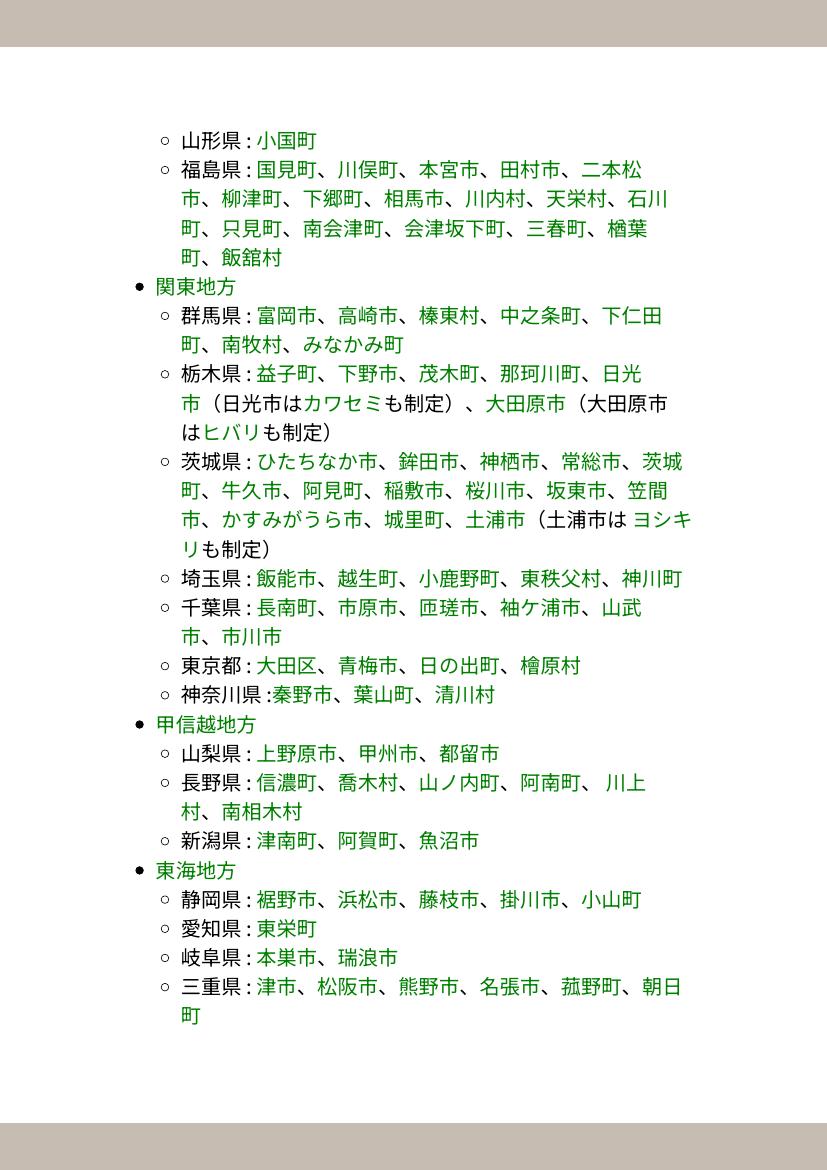 山形県 : 小国町
福島県 : 国見町、川俣町、本宮市、田村市、二本松
市、柳津町、下郷町、相馬市、川内村、天栄村、石川
町、只見町、南会津町、会津坂下町、三春町、楢葉
町、飯舘村
関東地方
群馬県 : 富岡市、高崎市、榛東村、中之条町、下仁田
町、南牧村、みなかみ町
栃木県 : 益子町、下野市、茂木町、那珂川町、日光
市（日光市はカワセミも制定）、大田原市（大田原市
はヒバリも制定）
茨城県 : ひたちなか市、鉾田市、神栖市、常総市、茨城
町、牛久市、阿見町、稲敷市、桜川市、坂東市、笠間
市、かすみがうら市、城里町、土浦市（土浦市は ヨシキ
リも制定）
埼玉県 : 飯能市、越生町、小鹿野町、東秩父村、神川町
千葉県 : 長南町、市原市、匝瑳市、袖ケ浦市、山武
市、市川市
東京都 : 大田区、青梅市、日の出町、檜原村
神奈川県 :秦野市、葉山町、清川村
甲信越地方
山梨県 : 上野原市、甲州市、都留市
長野県 : 信濃町、喬木村、山ノ内町、阿南町、 川上
村、南相木村
新潟県 : 津南町、阿賀町、魚沼市
東海地方
静岡県 : 裾野市、浜松市、藤枝市、掛川市、小山町
愛知県 : 東栄町
岐阜県 : 本巣市、瑞浪市
三重県 : 津市、松阪市、熊野市、名張市、菰野町、朝日
町